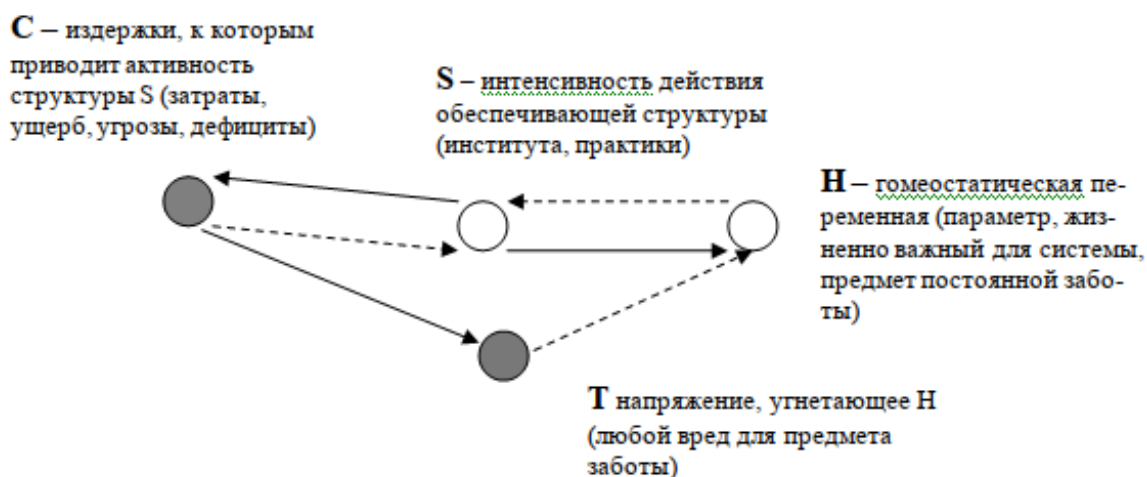 C – издержки, к которым
приводит активность
структуры S (затраты,
ущерб, угрозы, дефициты)
S – интенсивность действия
обеспечивающей структуры
(института, практики)
H – гомеостатическая пе-
ременная (параметр, жиз-
ненно важный для системы,
предмет постоянной забо-
ты)
T напряжение, угнетающее Н
(любой вред для предмета
заботы)